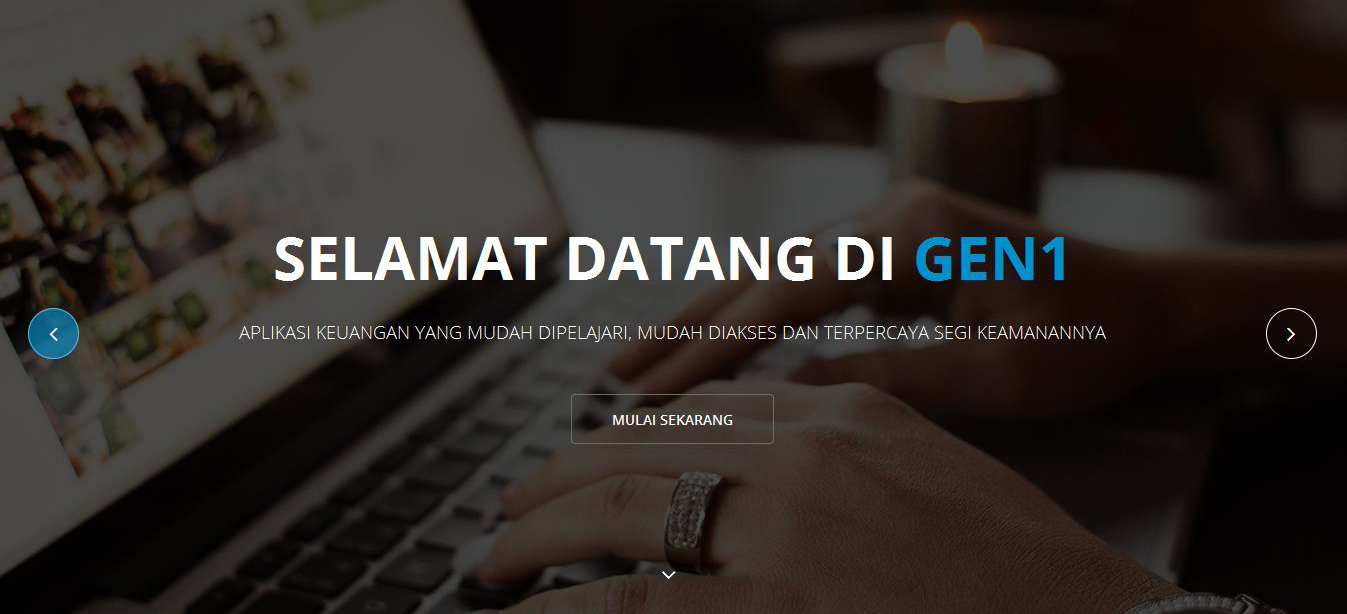 SELAMAT DATANG DI GEN1
APLIKASI KEUANGAN YANG MUDAH DIPELAJARI, MUDAH DIAKSES DAN TERPERCAYA SEGI KEAMANANNYA
MULAI SEKARANG